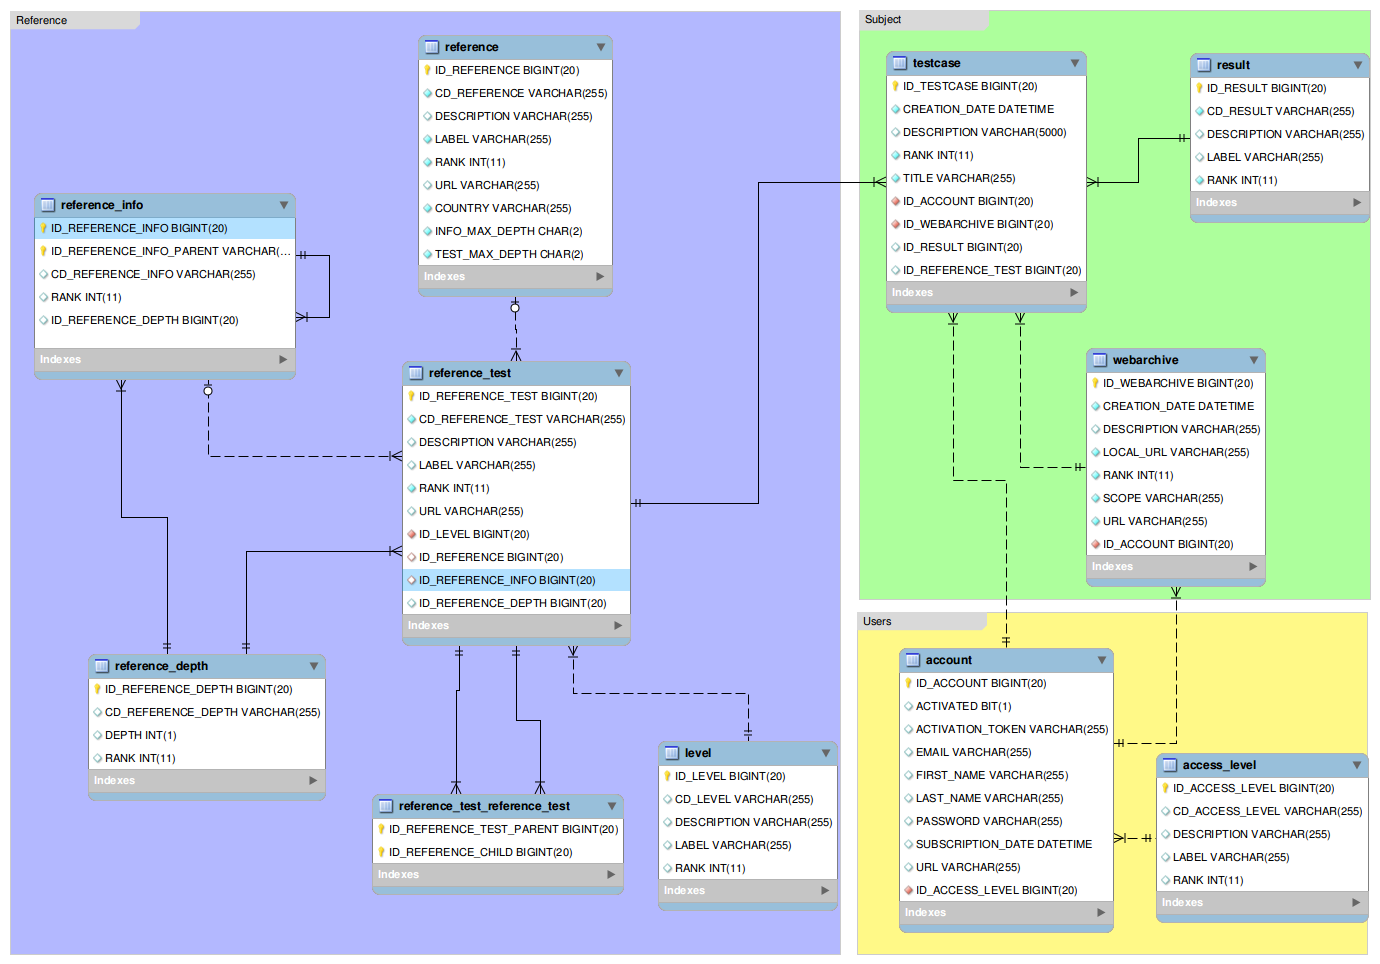 Reference
reference
ID_REFERENCE BIGINT(20)
CD_REFERENCE VARCHAR(255)
DESCRIPTION VARCHAR(255)
LABEL VARCHAR(255)
RANK INT(11)
URL VARCHAR(255)
COUNTRY VARCHAR(255)
INFO_MAX_DEPTH CHAR(2)
TEST_MAX_DEPTH CHAR(2)
Indexes
reference_info
ID_REFERENCE_INFO BIGINT(20)
ID_REFERENCE_INFO_PARENT VARCHAR(...
CD_REFERENCE_INFO VARCHAR(255)
RANK INT(11)
ID_REFERENCE_DEPTH BIGINT(20)
Indexes
reference_test
ID_REFERENCE_TEST BIGINT(20)
CD_REFERENCE_TEST VARCHAR(255)
DESCRIPTION VARCHAR(255)
LABEL VARCHAR(255)
RANK INT(11)
URL VARCHAR(255)
ID_LEVEL BIGINT(20)
ID_REFERENCE BIGINT(20)
ID_REFERENCE_INFO BIGINT(20)
ID_REFERENCE_DEPTH BIGINT(20)
Indexes
reference_depth
ID_REFERENCE_DEPTH BIGINT(20)
CD_REFERENCE_DEPTH VARCHAR(255)
DEPTH INT(1)
RANK INT(11)
Indexes
reference_test_reference_test
ID_REFERENCE_TEST_PARENT BIGINT(20)
ID_REFERENCE_CHILD BIGINT(20)
Indexes
level
ID_LEVEL BIGINT(20)
CD_LEVEL VARCHAR(255)
DESCRIPTION VARCHAR(255)
LABEL VARCHAR(255)
RANK INT(11)
Indexes
Subject
testcase
ID_TESTCASE BIGINT(20)
CREATION_DATE DATETIME
DESCRIPTION VARCHAR(5000)
RANK INT(11)
TITLE VARCHAR(255)
ID_ACCOUNT BIGINT(20)
ID_WEBARCHIVE BIGINT(20)
ID_RESULT BIGINT(20)
ID_REFERENCE_TEST BIGINT(20)
Indexes
result
ID_RESULT BIGINT(20)
CD_RESULT VARCHAR(255)
DESCRIPTION VARCHAR(255)
LABEL VARCHAR(255)
RANK INT(11)
Indexes
webarchive
ID_WEBARCHIVE BIGINT(20)
CREATION_DATE DATETIME
DESCRIPTION VARCHAR(255)
LOCAL_URL VARCHAR(255)
RANK INT(11)
SCOPE VARCHAR(255)
URL VARCHAR(255)
ID_ACCOUNT BIGINT(20)
Indexes
Users
account
ID_ACCOUNT BIGINT(20)
ACTIVATED BIT(1)
ACTIVATION_TOKEN VARCHAR(255)
EMAIL VARCHAR(255)
FIRST_NAME VARCHAR(255)
LAST_NAME VARCHAR(255)
PASSWORD VARCHAR(255)
SUBSCRIPTION_DATE DATETIME
URL VARCHAR(255)
ID_ACCESS_LEVEL BIGINT(20)
Indexes
access_level
ID_ACCESS_LEVEL BIGINT(20)
CD_ACCESS_LEVEL VARCHAR(255)
DESCRIPTION VARCHAR(255)
LABEL VARCHAR(255)
RANK INT(11)
Indexes